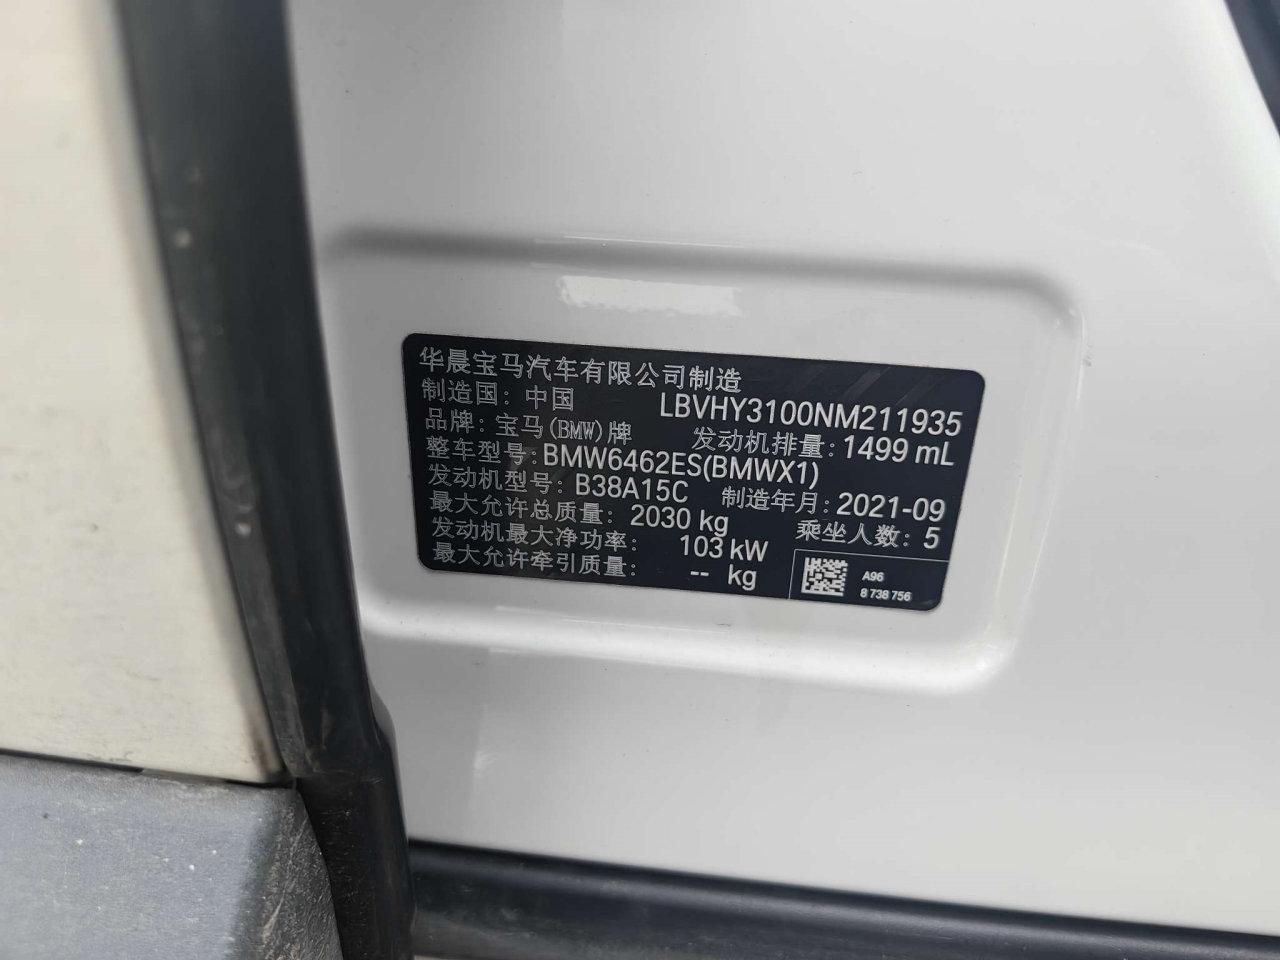 华晨宝马汽车有限公司制造
制造国：中国 LBVHY3100NM211935
品牌：宝马(BMW)牌 发动机排量：1499 mL
整车型号：BMW6462ES(BMWX1)
发动机型号：B38A15C 制造年月：2021-09
最大允许总质量：2030 kg 乘坐人数：5
发动机最大净功率：103 kW
最大允许牵引质量：-- kg
A96
8 738 756